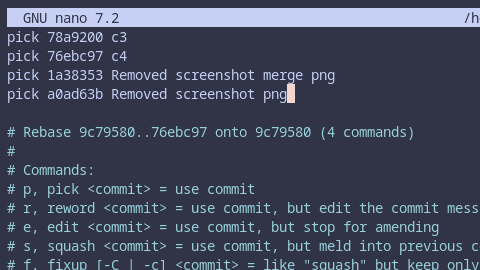 GNU nano 7.2 /h
pick 78a9200 c3
pick 76ebc97 c4
pick 1a38353 Removed screenshot merge png
pick a0ad63b Removed screenshot png
# Rebase 9c79580..76ebc97 onto 9c79580 (4 commands)
#
# Commands:
# p, pick <commit> = use commit
# r, reword <commit> = use commit, but edit the commit mess
# e, edit <commit> = use commit, but stop for amending
# s, squash <commit> = use commit, but meld into previous c
# f, fixup [-C | -c] <commit> = like "squash" but keep only